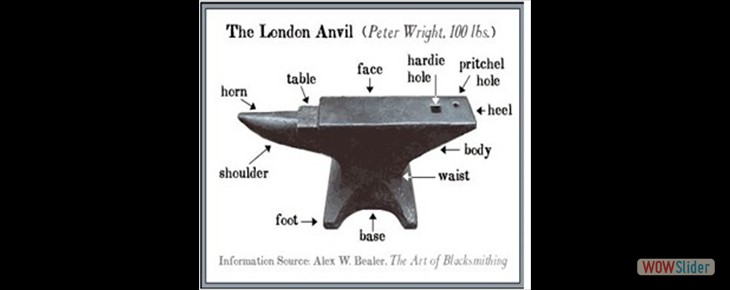 The London Anvil (Peter Wright, 100 lbs.)
hardie
hole
pritchel
hole
face
table
horn
heel
body
shoulder
waist
foot
base
Information Source: Alex W. Bealer, The Art of Blacksmithing
WOWSlider